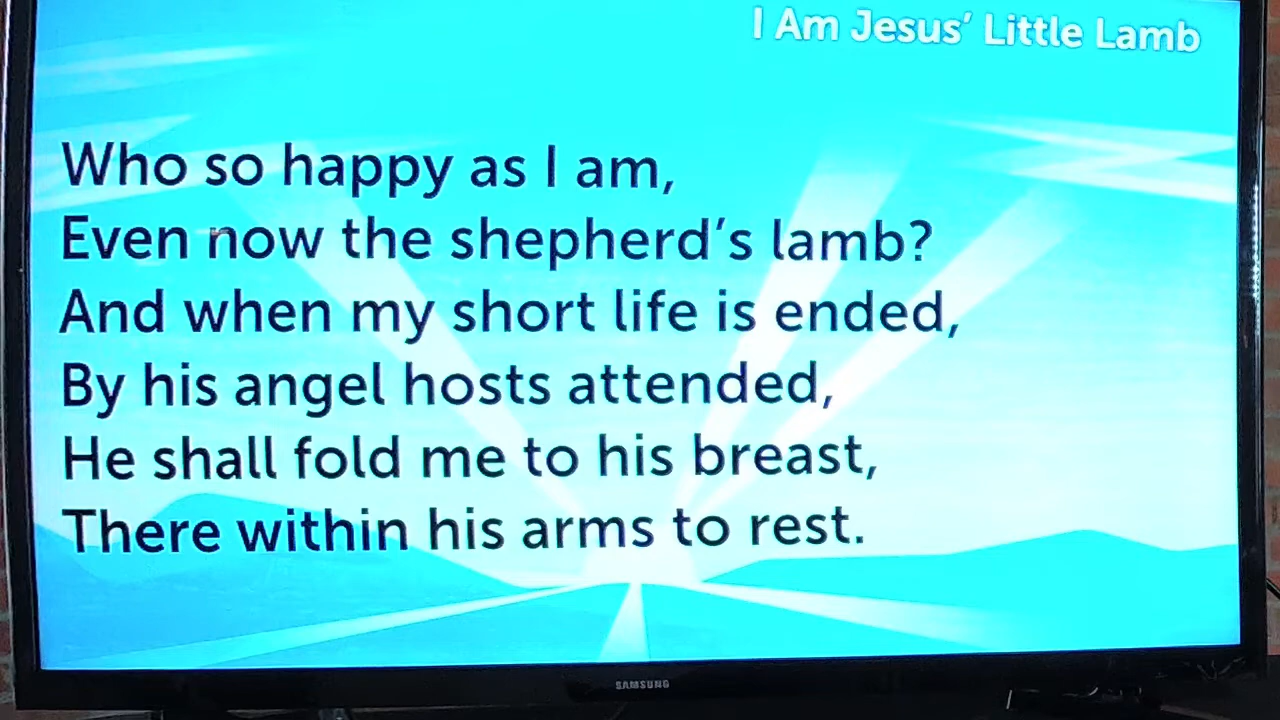 I Am Jesus’ Little Lamb
Who so happy as I am,
Even now the shepherd’s lamb?
And when my short life is ended,
By his angel hosts attended,
He shall fold me to his breast,
There within his arms to rest.
SAMSUNG